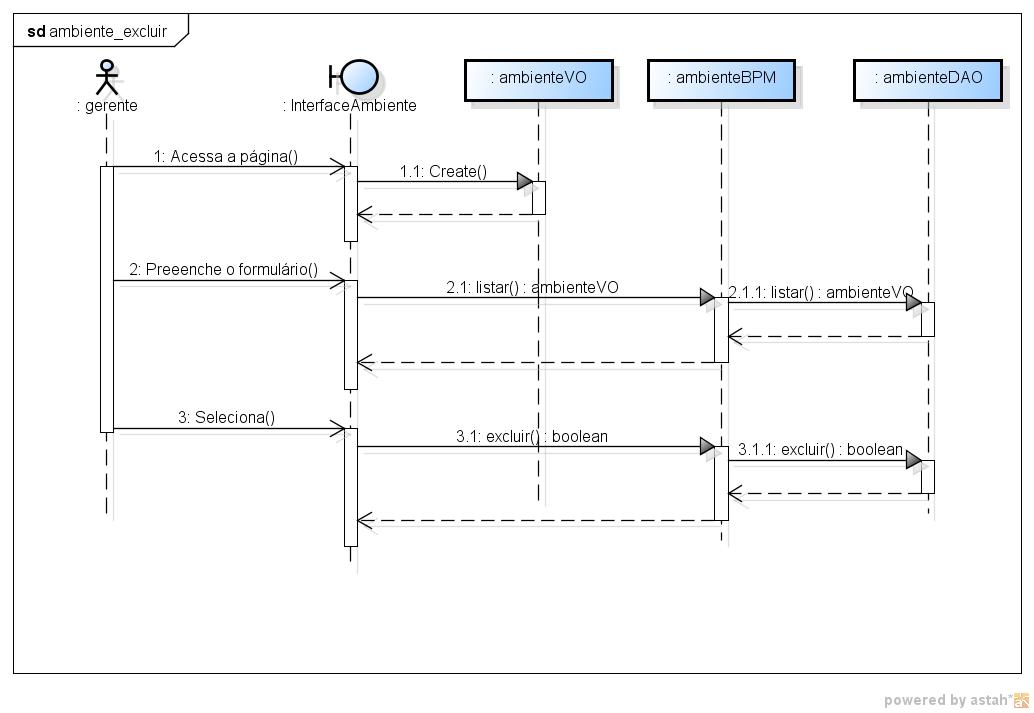 sd ambiente_excluir
: gerente
: InterfaceAmbiente
: ambienteVO
: ambienteBPM
: ambienteDAO
1: Acessa a página()
1.1: Create()
2: Preeenche o formulário()
2.1: listar() : ambienteVO
2.1.1: listar() : ambienteVO
3: Seleciona()
3.1: excluir() : boolean
3.1.1: excluir() : boolean
powered by astah*